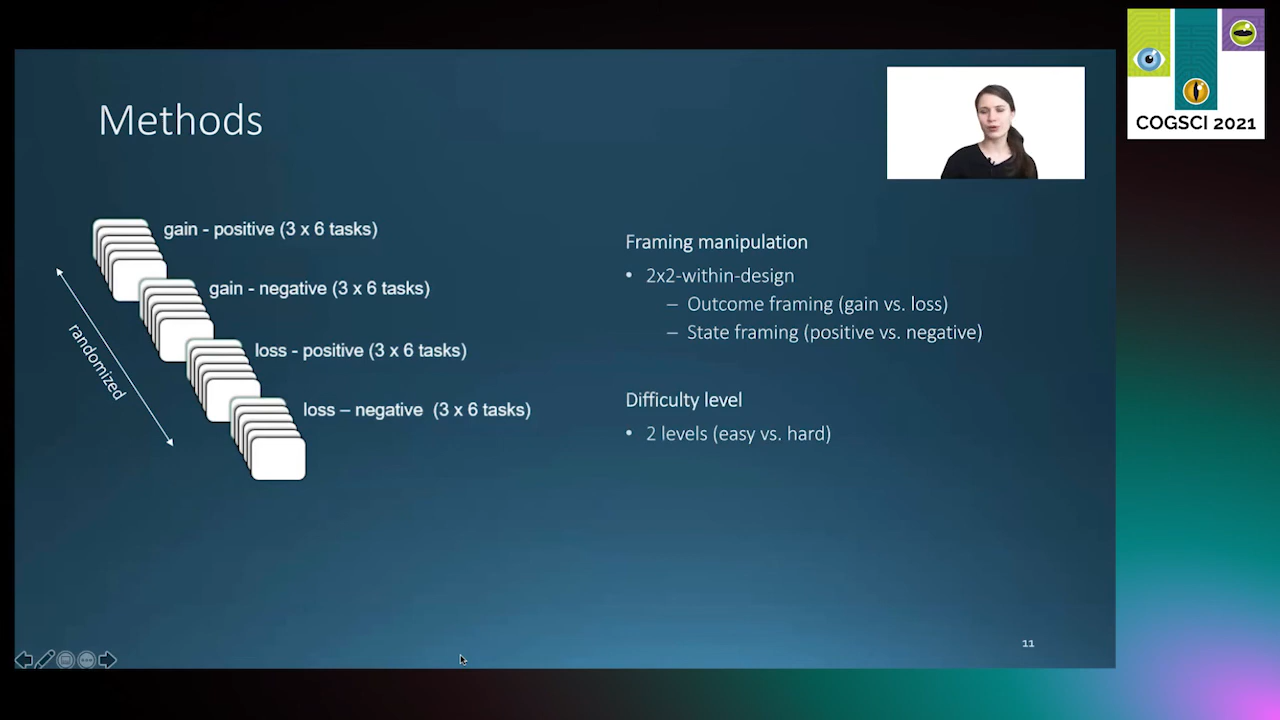 COGSCI 2021
Methods
gain - positive (3 x 6 tasks)
gain - negative (3 x 6 tasks)
loss - positive (3 x 6 tasks)
loss – negative  (3 x 6 tasks)
randomized
Framing manipulation
• 2x2-within-design
– Outcome framing (gain vs. loss)
– State framing (positive vs. negative)
Difficulty level
• 2 levels (easy vs. hard)
11